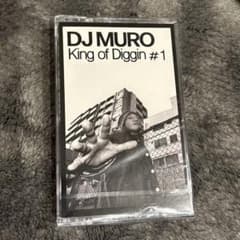 DJ MURO
King of Diggin #1